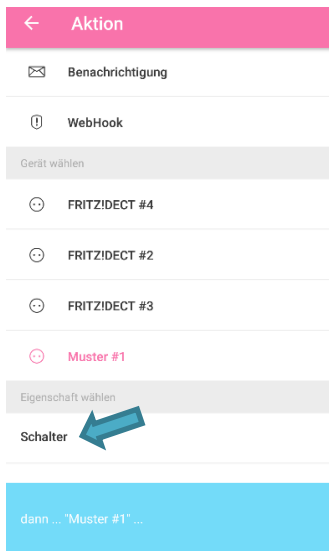 Aktion
Benachrichtigung
WebHook
Gerät wählen
FRITZ!DECT #4
FRITZ!DECT #2
FRITZ!DECT #3
Muster #1
Eigenschaft wählen
Schalter
dann ... "Muster #1" ...